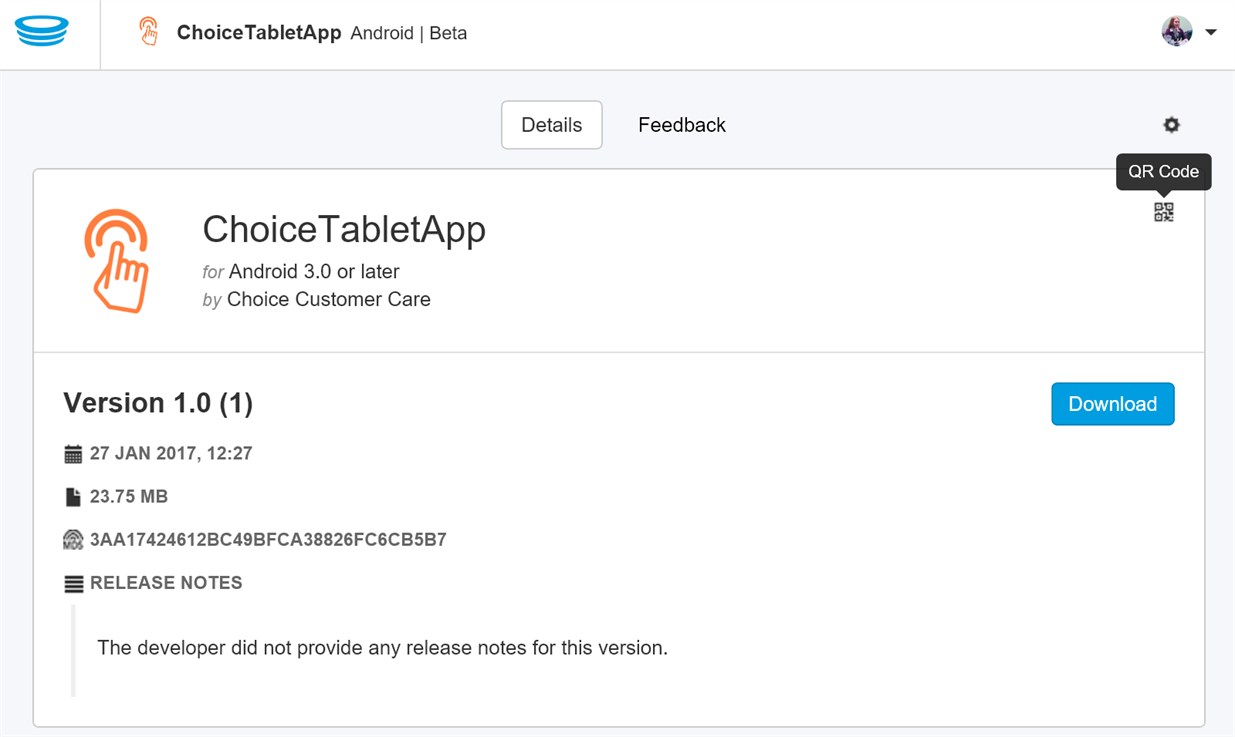 ChoiceTabletApp Android | Beta
Details Feedback
QR Code
ChoiceTabletApp
for Android 3.0 or later
by Choice Customer Care
Version 1.0 (1)
Download
27 JAN 2017, 12:27
23.75 MB
3AA17424612BC49BFCA38826FC6CB5B7
RELEASE NOTES
The developer did not provide any release notes for this version.